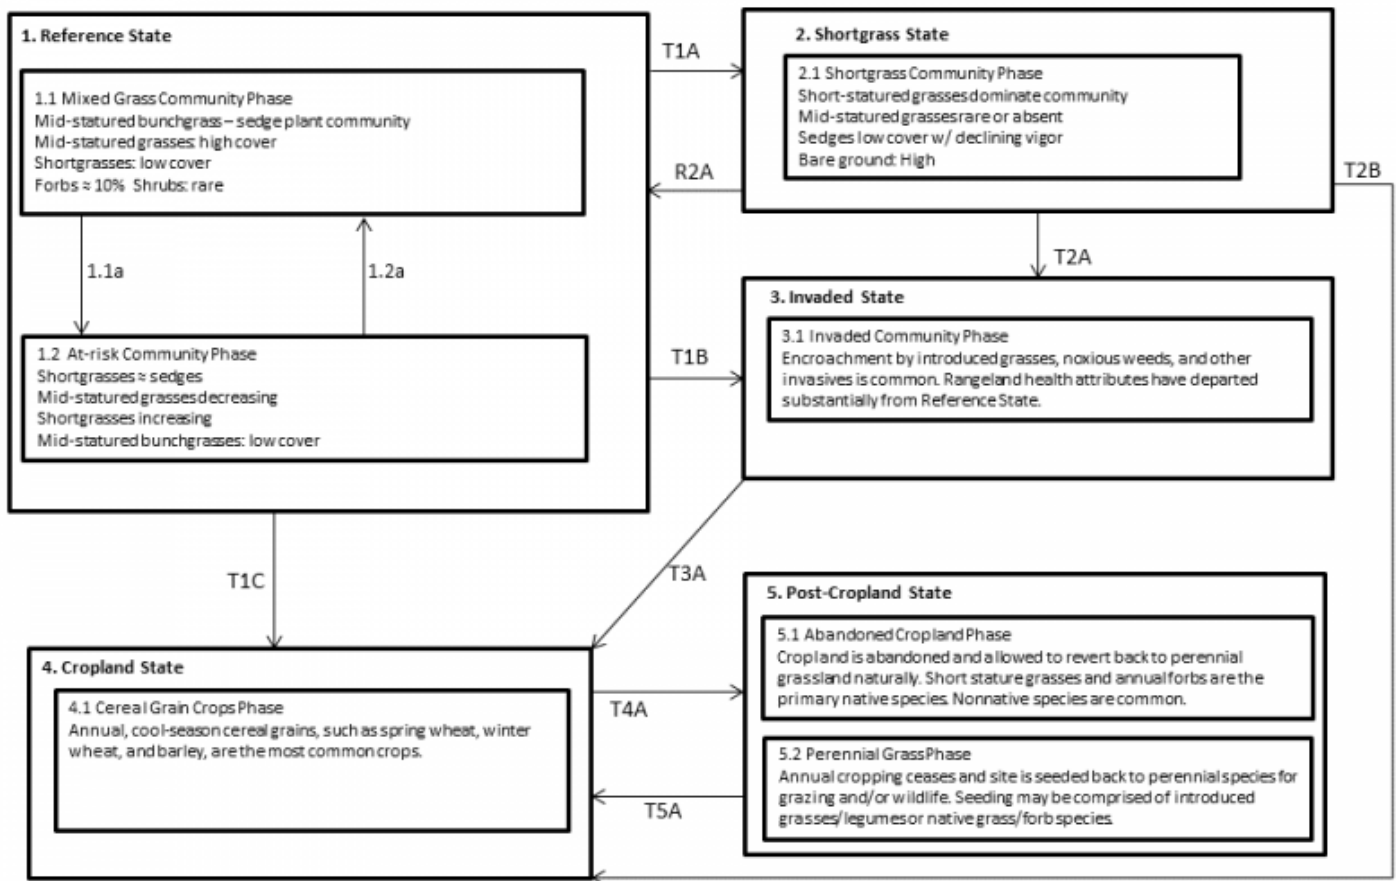 1. Reference State
1.1 Mixed Grass Community Phase
Mid-statured bunchgrass – sedge plant community
Mid-statured grasses: high cover
Shortgrasses: low cover
Forbs ≈ 10%  Shrubs: rare
1.1a
1.2a
1.2  At-risk Community Phase
Shortgrasses ≈ sedges
Mid-statured grasses decreasing
Shortgrasses increasing
Mid-statured bunchgrasses: low cover
T1A
R2A
T1B
T1C
2. Shortgrass State
2.1 Shortgrass Community Phase
Short-statured grasses dominate community
Mid-statured grasses rare or absent
Sedges low cover w/ declining vigor
Bare ground: High
T2B
T2A
3. Invaded State
3.1 Invaded Community Phase
Encroachment by introduced grasses, noxious weeds, and other
invasives is common. Rangeland health attributes have departed
substantially from Reference State.
T3A
4. Cropland State
4.1 Cereal Grain Crops Phase
Annual, cool-season cereal grains, such as spring wheat, winter
wheat, and barley, are the most common crops.
T4A
T5A
5. Post-Cropland State
5.1 Abandoned Cropland Phase
Cropland is abandoned and allowed to revert back to perennial
grassland naturally. Short stature grasses and annual forbs are the
primary native species. Nonnative species are common.
5.2 Perennial Grass Phase
Annual cropping ceases and site is seeded back to perennial species for
grazing and/or wildlife. Seeding may be comprised of introduced
grasses/legumes or native grass/forb species.